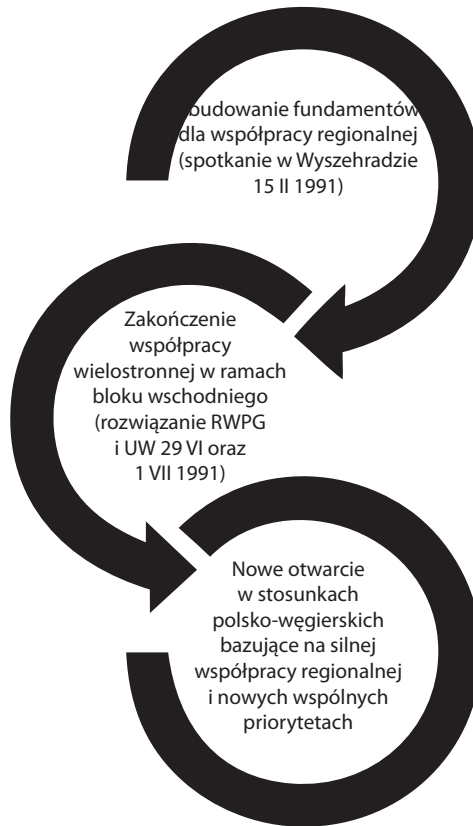 budowanie fundamentów
dla współpracy regionalnej
(spotkanie w Wyszehradzie
15 II 1991)
Zakończenie
współpracy
wielostronnej w ramach
bloku wschodniego
(rozwiązanie RWPG
i UW 29 VI oraz
1 VII 1991)
Nowe otwarcie
w stosunkach
polsko-węgierskich
bazujące na silnej
współpracy regionalnej
i nowych wspólnych
priorytetach